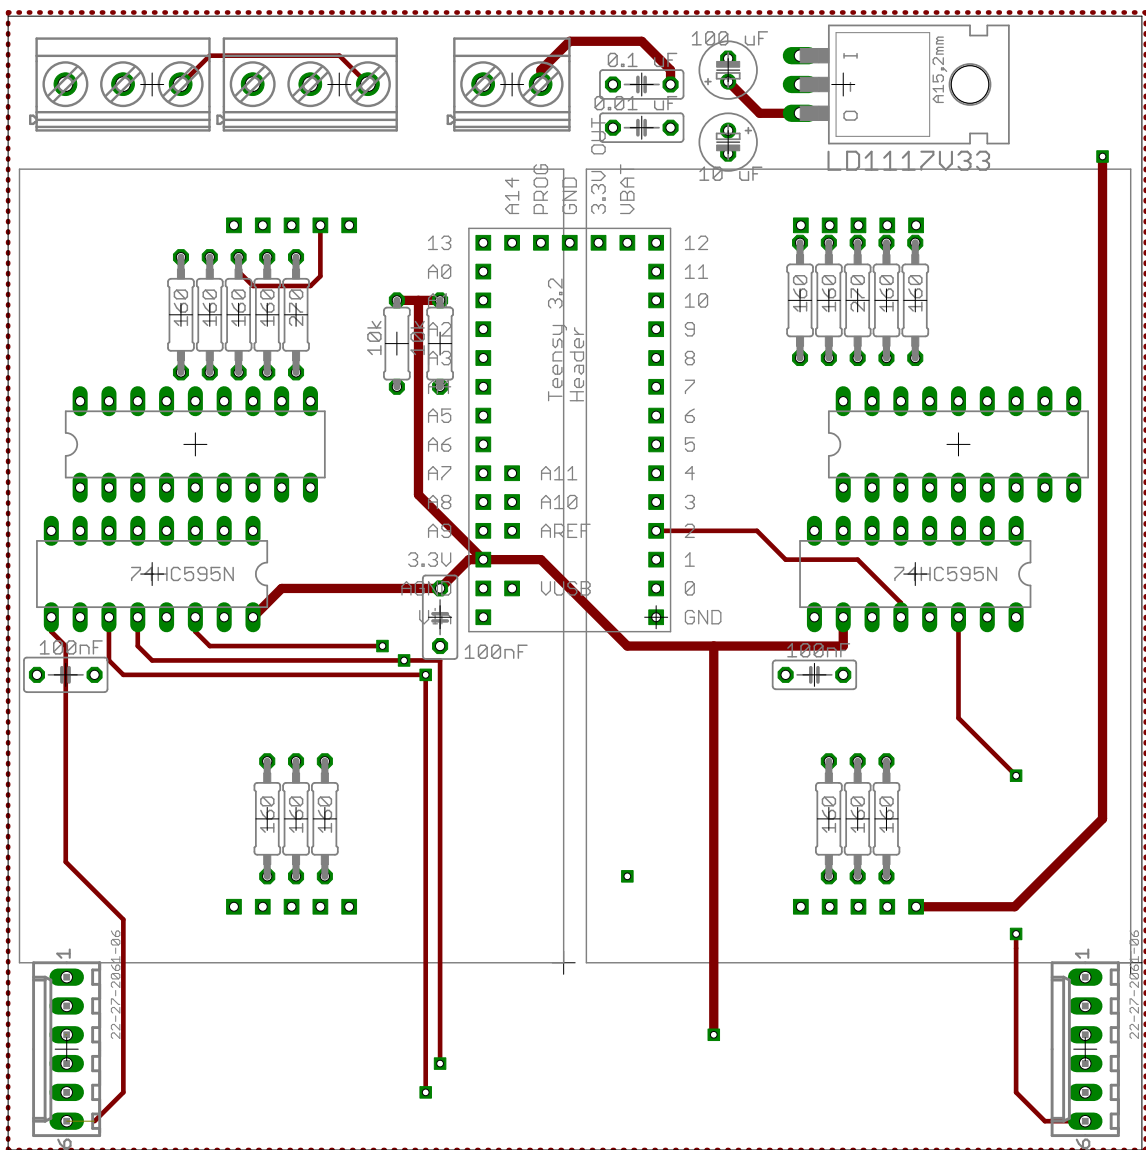 100 uF
0.1 uF
0.01 uF
10 uF
I
O
A15,2mm
LD1117V33
A14
PROG
GND
3.3V OUT
VBAT
13
12
A0
11
10
A2
9
A3
8
7
A5
6
A6
5
A7
A11
4
A8
A10
3
A9
AREF
2
3.3V
1
AGND
VUSB
0
GND
Teensy 3.2
Header
160
160
160
160
270
10k
10k
160
160
270
160
160
74HC595N
74HC595N
100nF
100nF
100nF
160
160
160
160
160
160
1
6
22-27-2061-06
1
6
22-27-2061-06